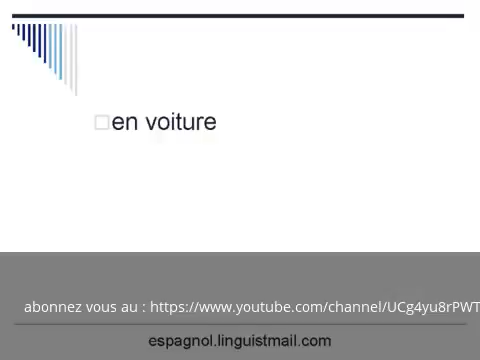 en voiture
abonnez vous au : https://www.youtube.com/channel/UCg4yu8rPWT
espagnol.linguistmail.com